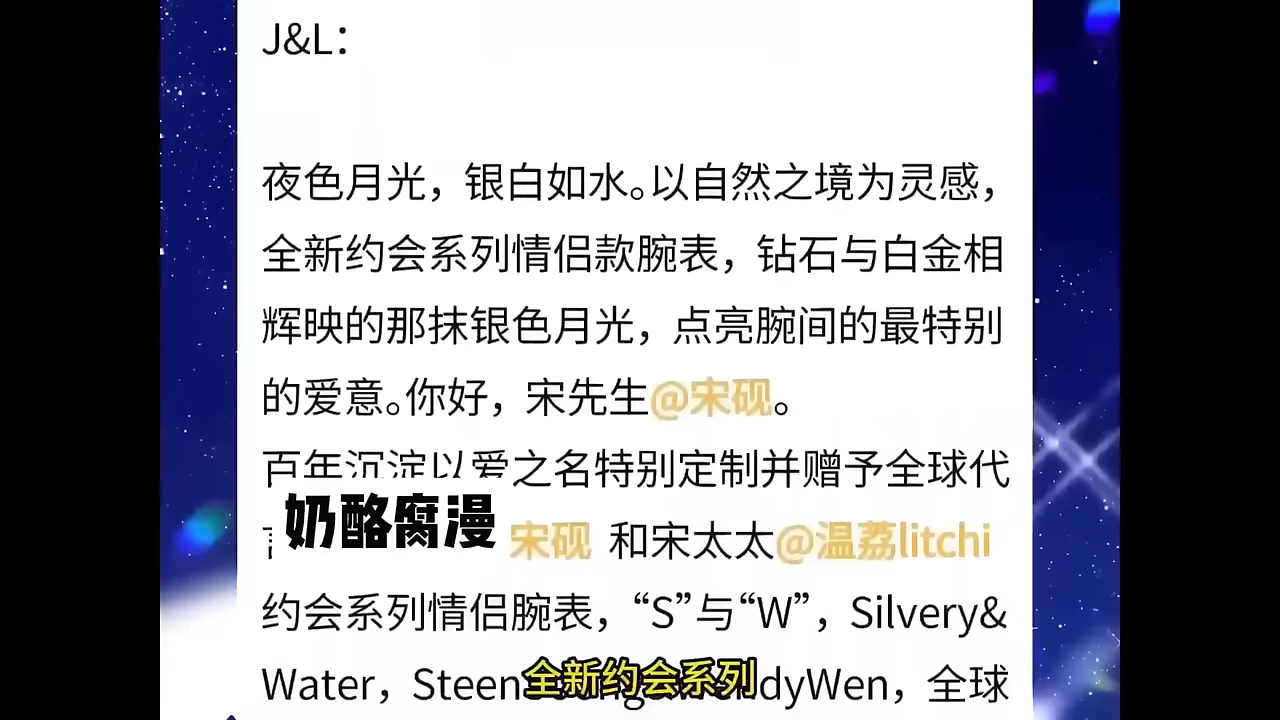 J&L：
夜色月光，银白如水。以自然之境为灵感，
全新约会系列情侣款腕表，钻石与白金相
辉映的那抹银色月光，点亮腕间的最特别
的爱意。你好，宋先生@宋砚。
百年沉淀以爱之名特别定制并赠予全球代
奶酪腐漫
宋砚 和宋太太@温荔litchi
约会系列情侣腕表，“S”与“W”，Silvery&
Water，Steen dyWen，全球
全新约会系列